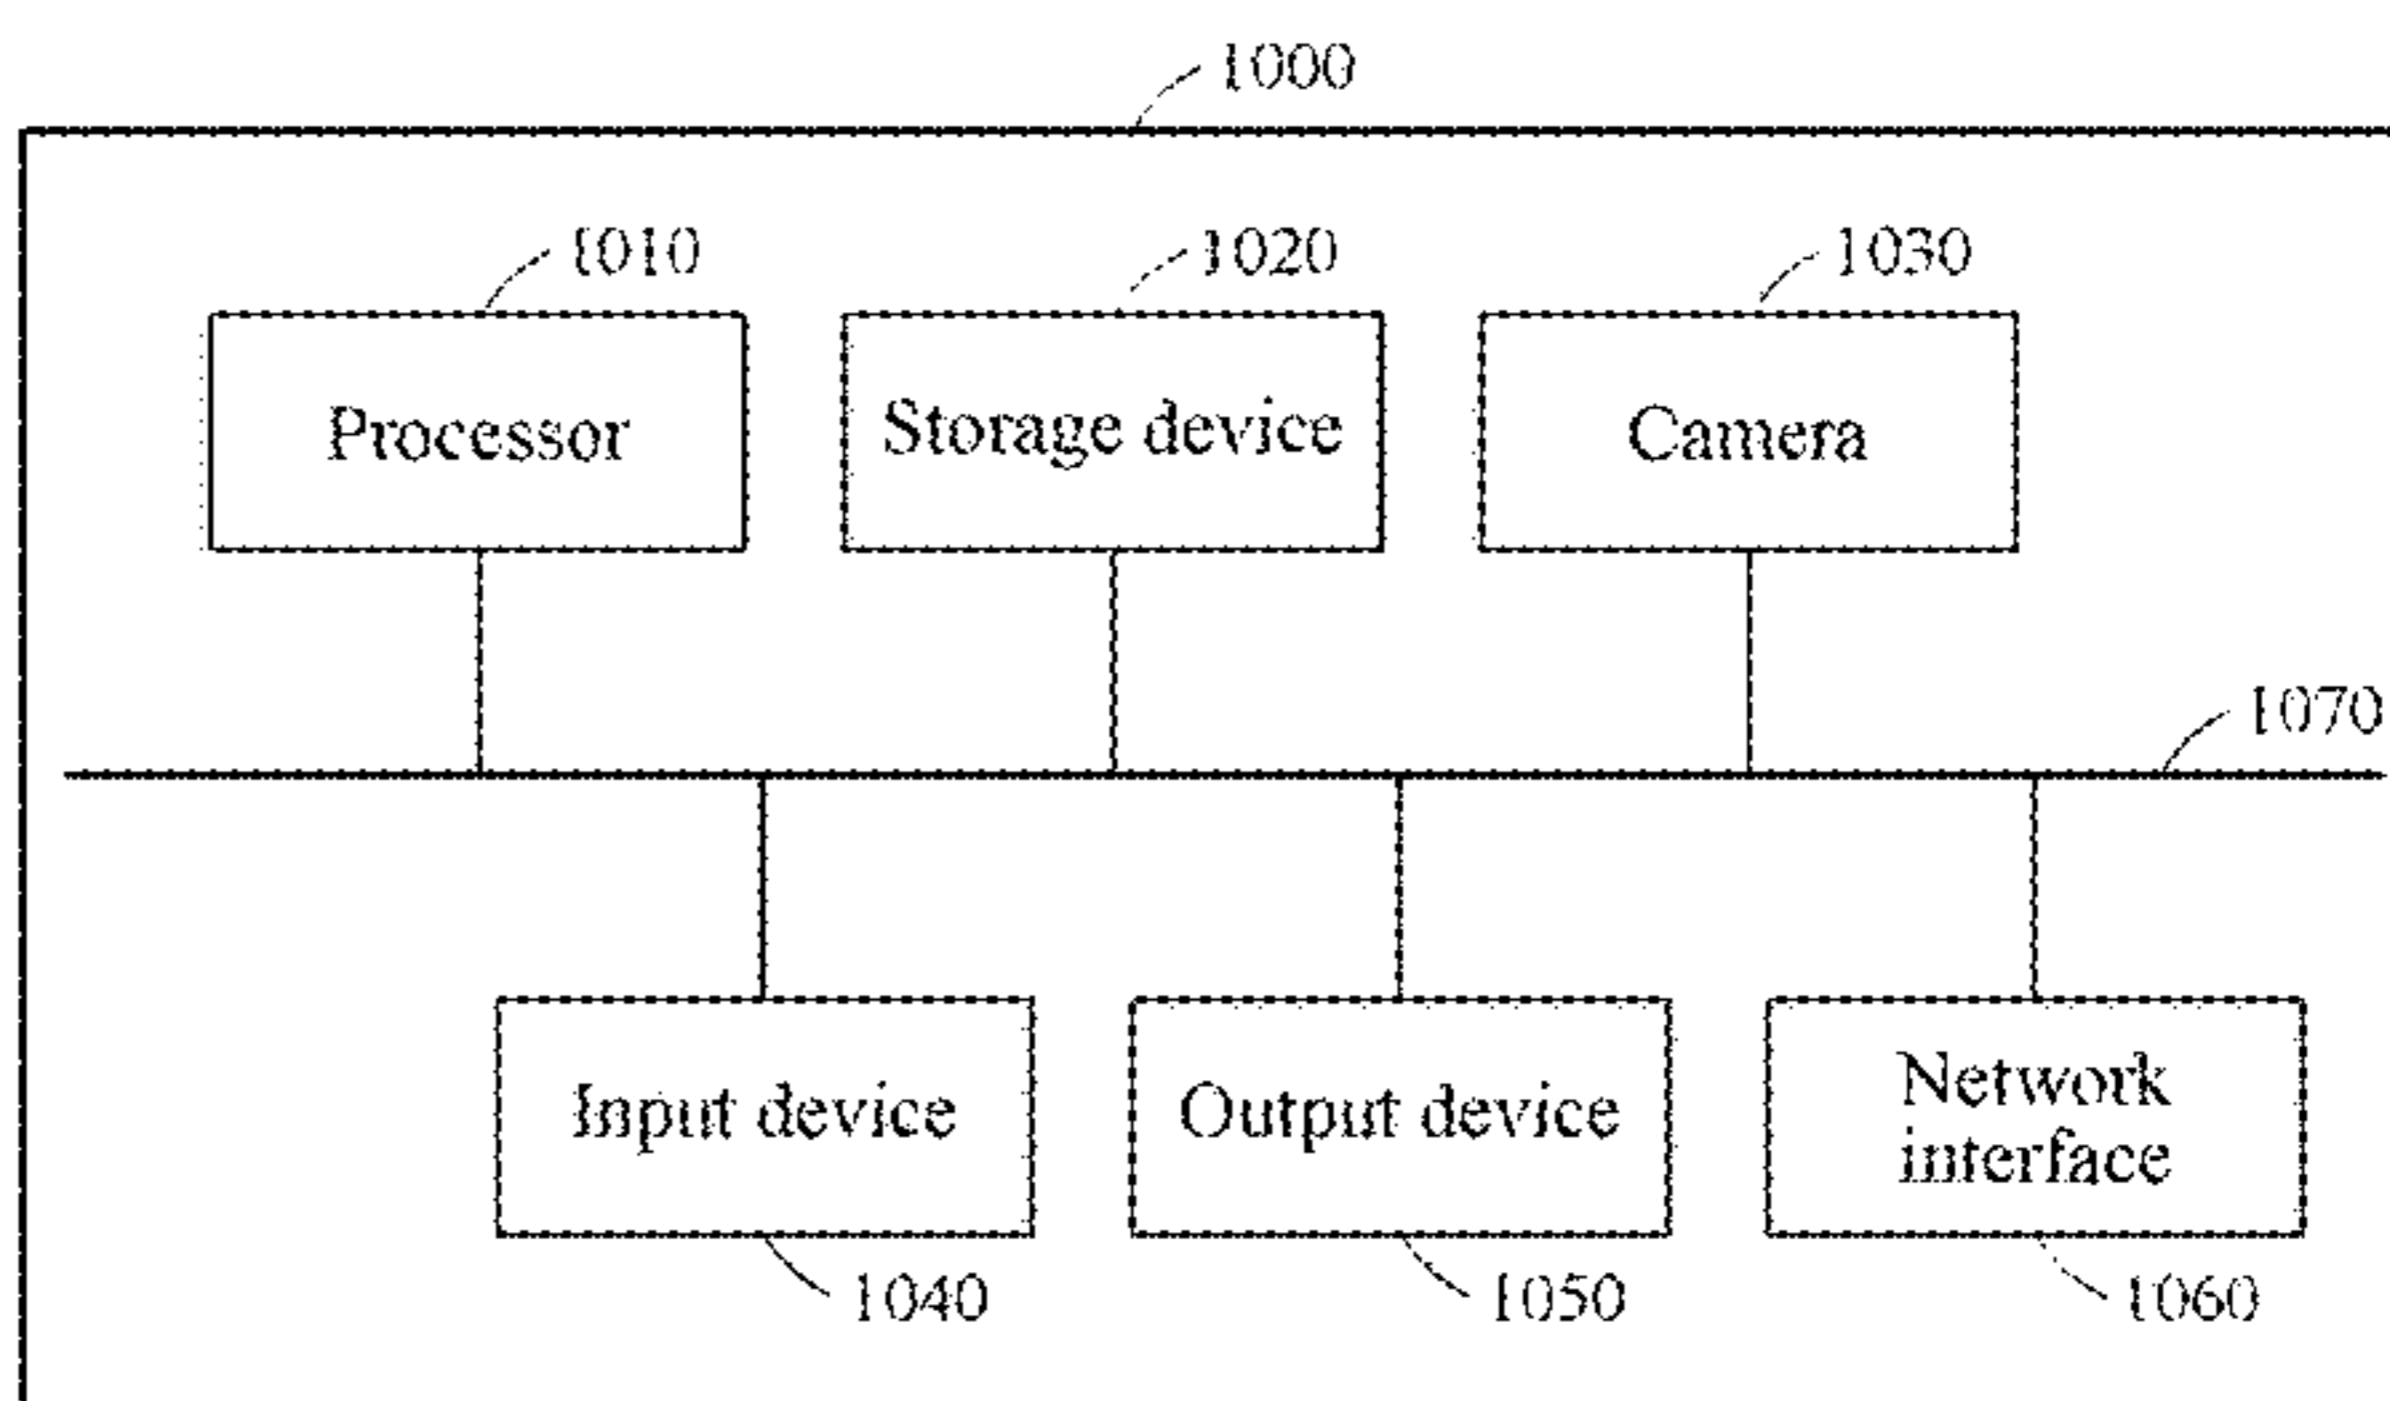 1000
1010
1020
1030
Processor
Storage device
Camera
1070
Input device
Output device
Network
interface
1040
1050
1060